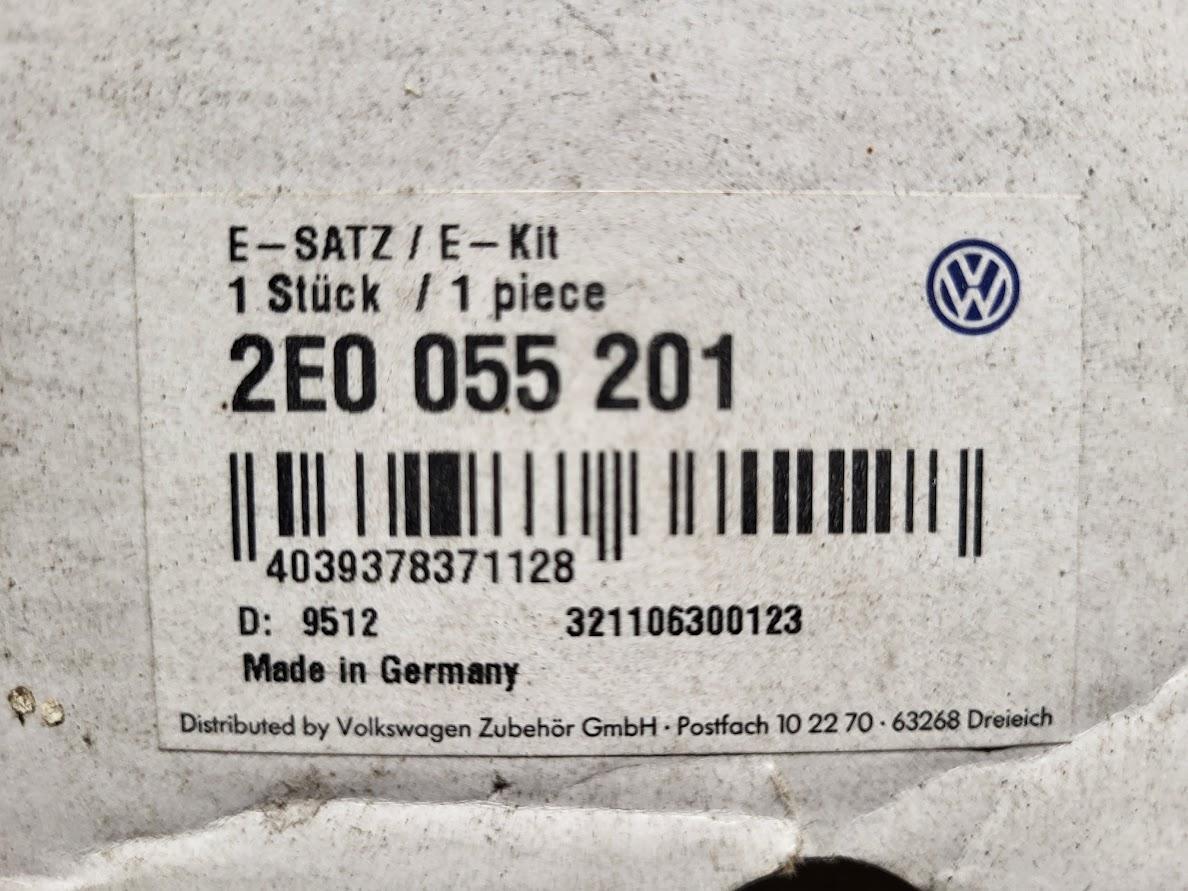 E-SATZ / E-Kit
1 Stück / 1 piece
2E0 055 201
4039378371128
D: 9512 321106300123
Made in Germany
Distributed by Volkswagen Zubehör GmbH · Postfach 10 22 70 · 63268 Dreieich